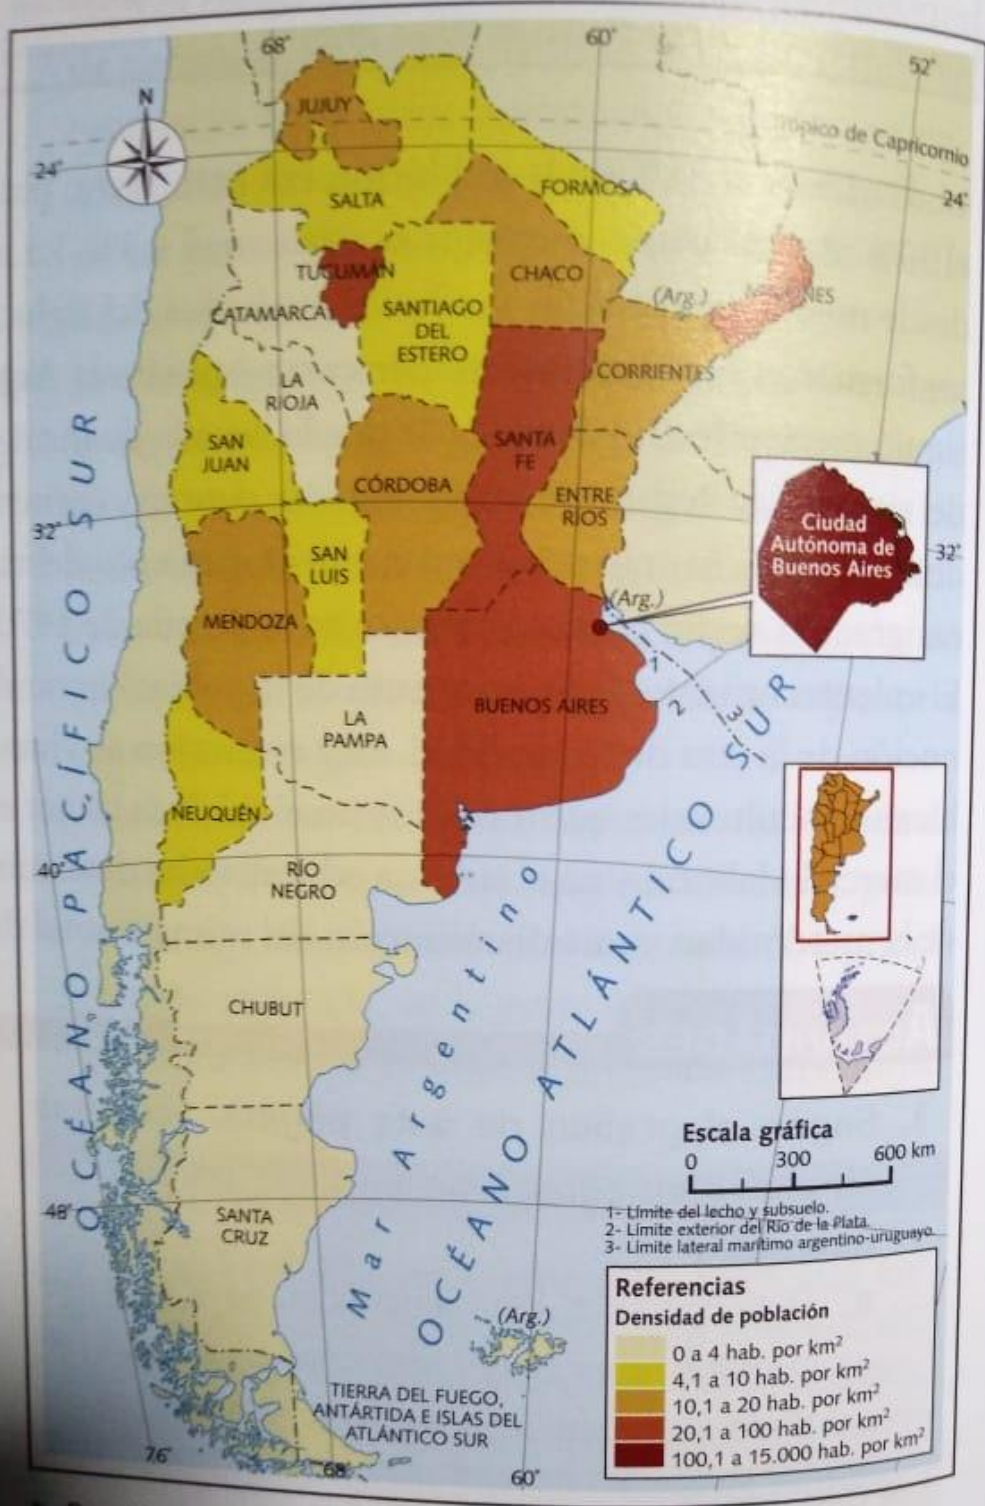 68°
60°
52°
N
Trópico de Capricornio
24°
24°
JUJUY
SALTA
FORMOSA
TUCUMÁN
CHACO
(Arg.)
CATAMARCA
SANTIAGO
DEL
ESTERO
CORRIENTES
LA
RIOJA
SAN
JUAN
SANTA
FE
CÓRDOBA
ENTRE
RÍOS
32°
32°
Ciudad
Autónoma de
Buenos Aires
SAN
LUIS
(Arg.)
MENDOZA
1
2
3
BUENOS AIRES
LA
PAMPA
NEUQUÉN
40°
RÍO
NEGRO
CHUBUT
OCÉANO PACÍFICO SUR
Mar Argentino
OCÉANO ATLÁNTICO SUR
48°
SANTA
CRUZ
(Arg.)
TIERRA DEL FUEGO,
ANTÁRTIDA E ISLAS DEL
ATLÁNTICO SUR
76°
68°
60°
Escala gráfica
0 300 600 km
1- Límite del lecho y subsuelo.
2- Límite exterior del Río de la Plata.
3- Límite lateral marítimo argentino-uruguayo.
Referencias
Densidad de población
0 a 4 hab. por km²
4,1 a 10 hab. por km²
10,1 a 20 hab. por km²
20,1 a 100 hab. por km²
100,1 a 15.000 hab. por km²